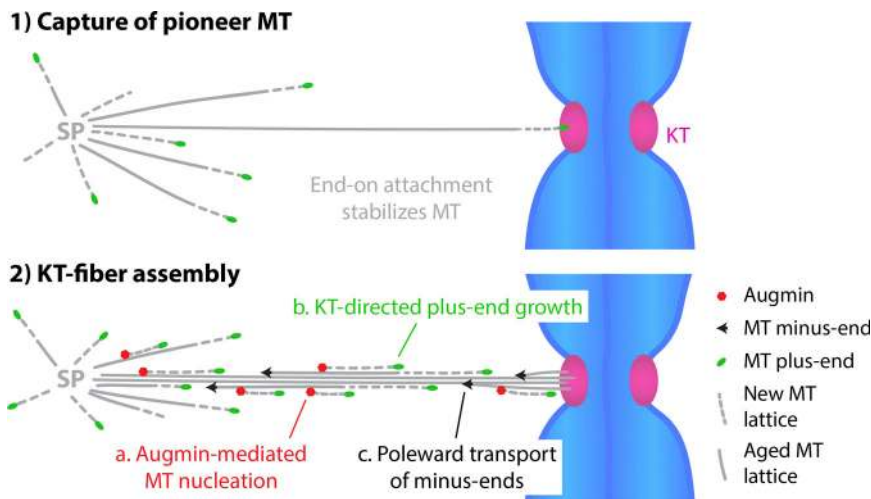 1) Capture of pioneer MT
SP
KT
End-on attachment
stabilizes MT
2) KT-fiber assembly
b. KT-directed plus-end growth
SP
a. Augmin-mediated
MT nucleation
c. Poleward transport
of minus-ends
Augmin
MT minus-end
MT plus-end
New MT
lattice
Aged MT
lattice